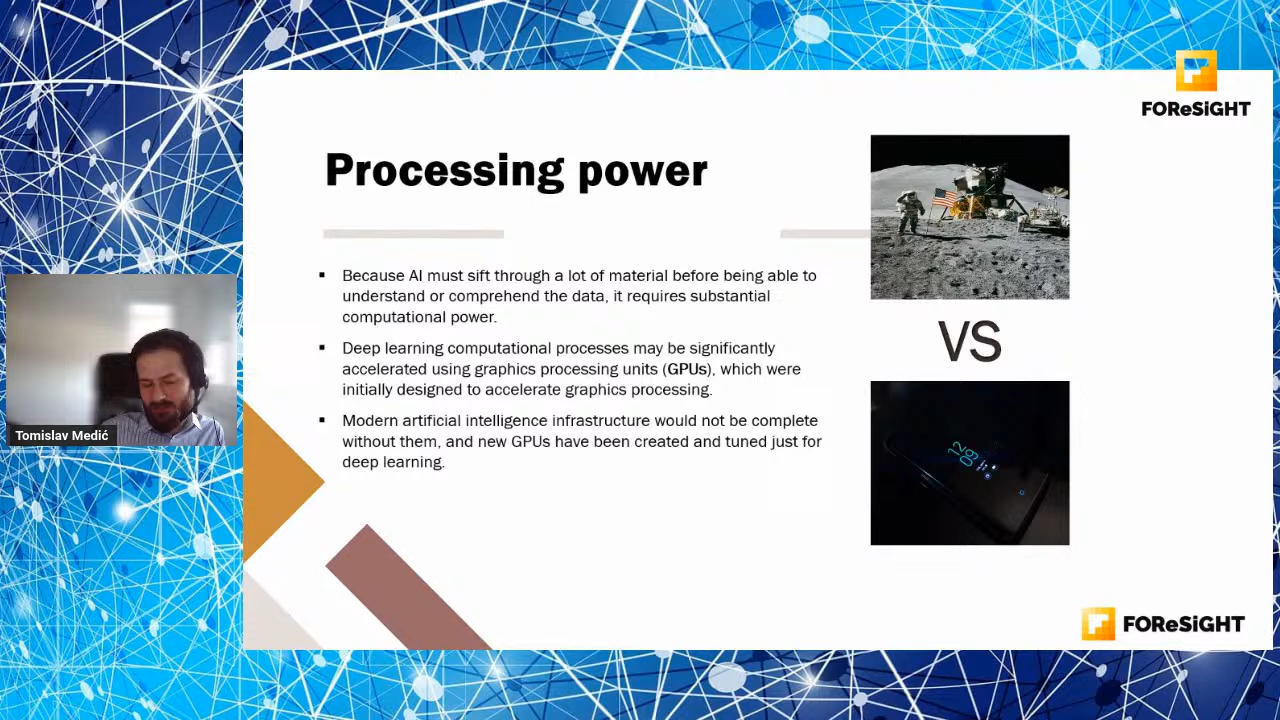 FOReSiGHT
Processing power
Because AI must sift through a lot of material before being able to
understand or comprehend the data, it requires substantial
computational power.
Deep learning computational processes may be significantly
accelerated using graphics processing units (GPUs), which were
initially designed to accelerate graphics processing.
Modern artificial intelligence infrastructure would not be complete
without them, and new GPUs have been created and tuned just for
deep learning.
VS
12
09
Tomislav Medić
FOReSiGHT